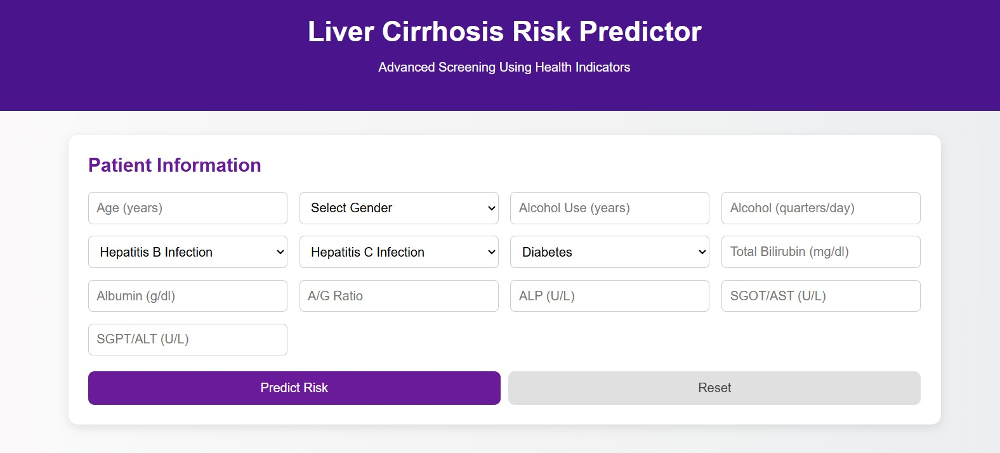 Liver Cirrhosis Risk Predictor
Advanced Screening Using Health Indicators
Patient Information
Age (years)
Select Gender
Alcohol Use (years)
Alcohol (quarters/day)
Hepatitis B Infection
Hepatitis C Infection
Diabetes
Total Bilirubin (mg/dl)
Albumin (g/dl)
A/G Ratio
ALP (U/L)
SGOT/AST (U/L)
SGPT/ALT (U/L)
Predict Risk
Reset